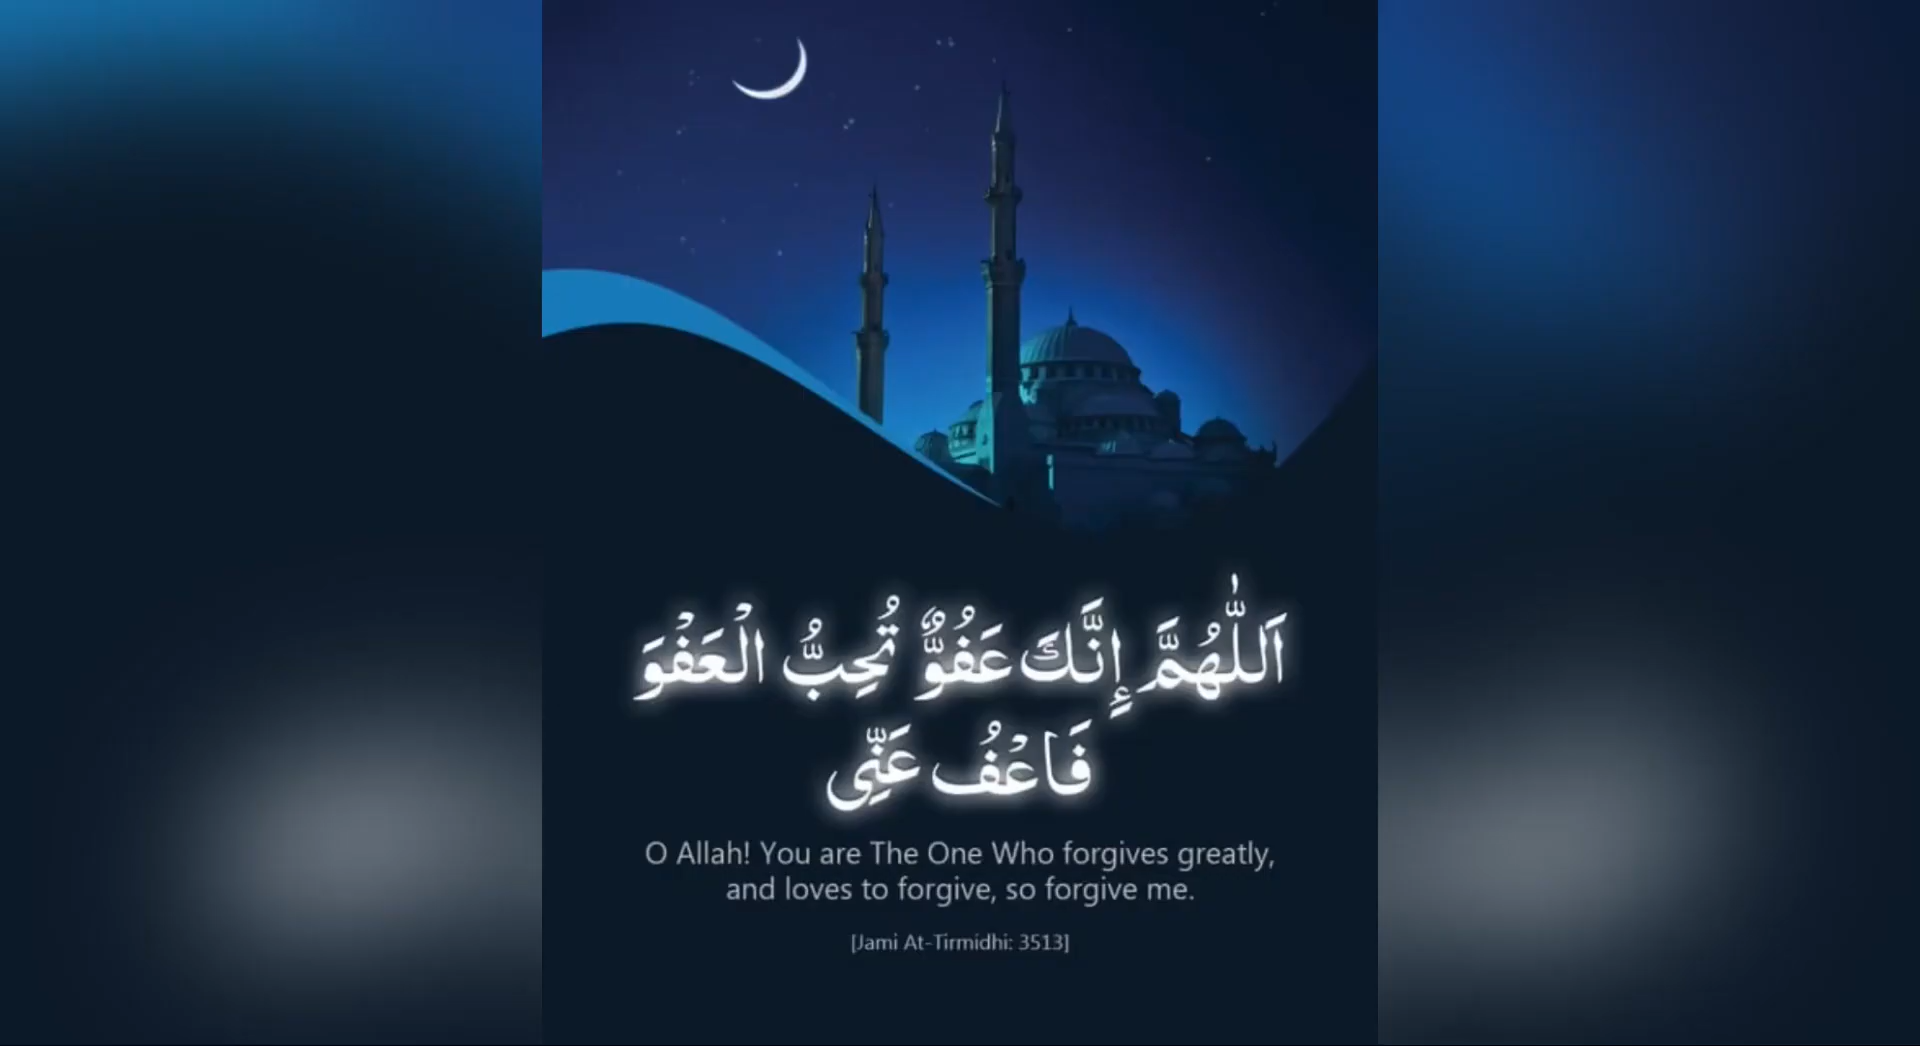 اَللّٰهُمَّ إِنَّكَ عَفُوٌّ تُحِبُّ الْعَفْوَ
فَاعْفُ عَنِّى
O Allah! You are The One Who forgives greatly,
and loves to forgive, so forgive me.
[Jami At-Tirmidhi: 3513]